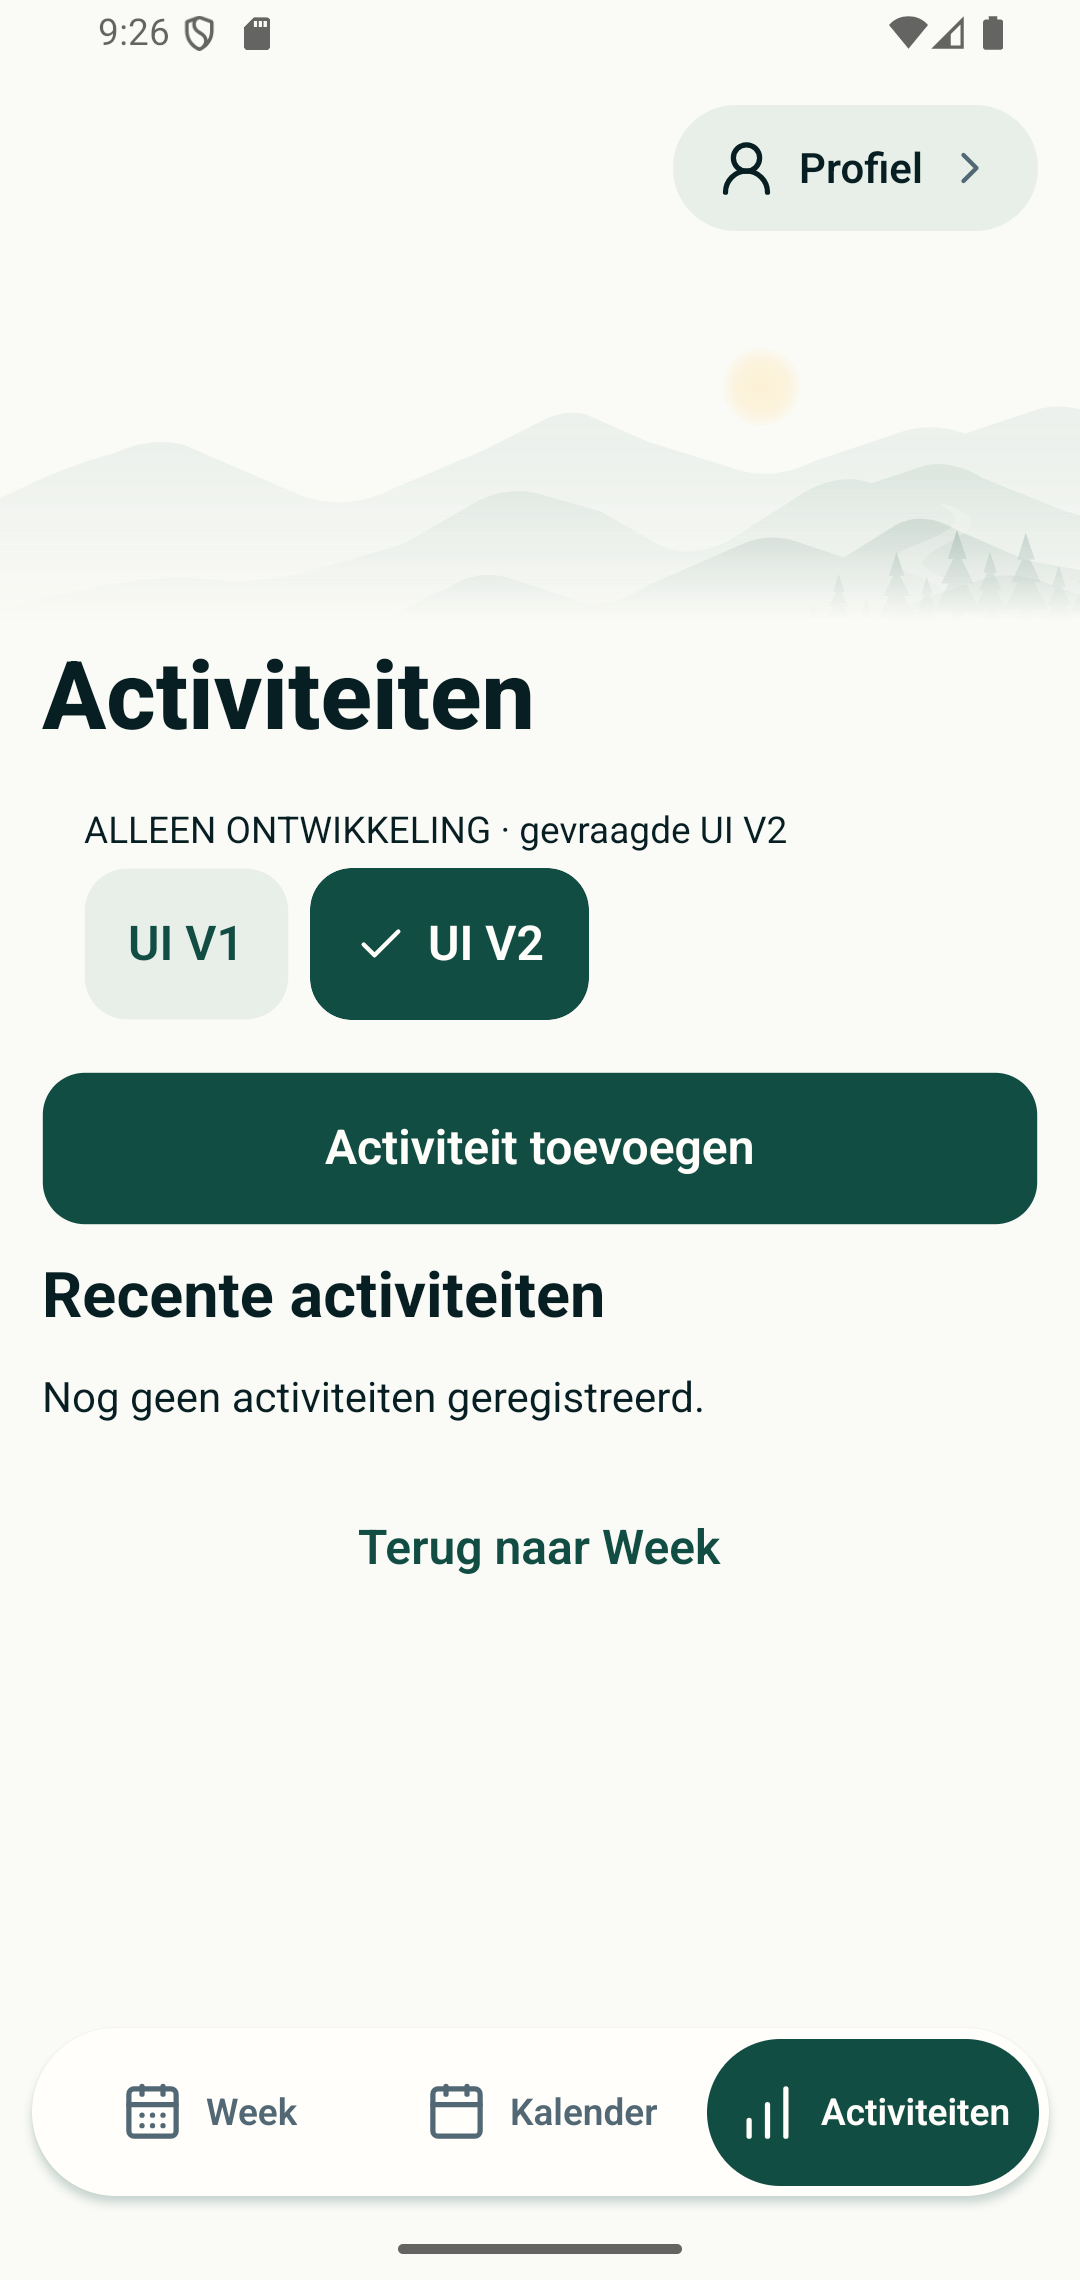 9:26
Profiel
Activiteiten
ALLEEN ONTWIKKELING · gevraagde UI V2
UI V1
UI V2
Activiteit toevoegen
Recente activiteiten
Nog geen activiteiten geregistreerd.
Terug naar Week
Week
Kalender
Activiteiten